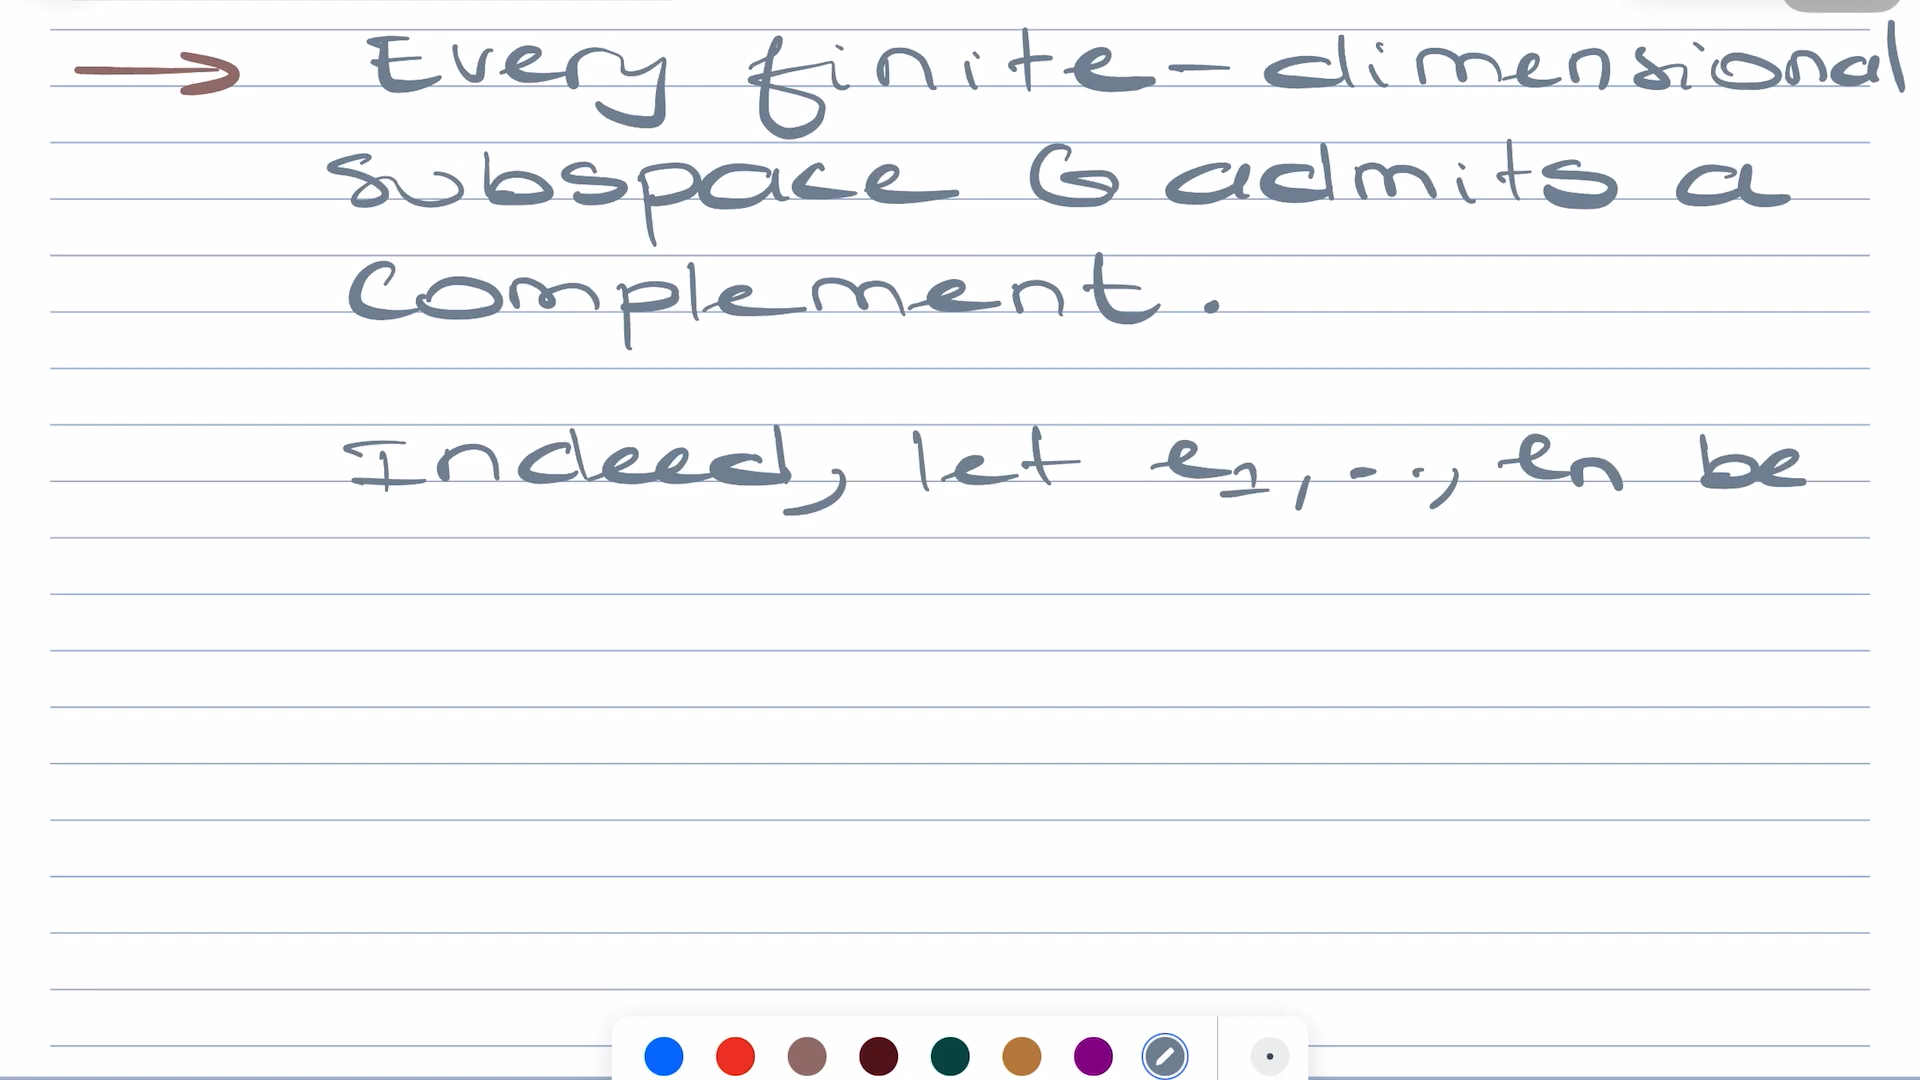 → Every finite-dimensional
subspace G admits a
complement.
Indeed, let e₁, ..., en be